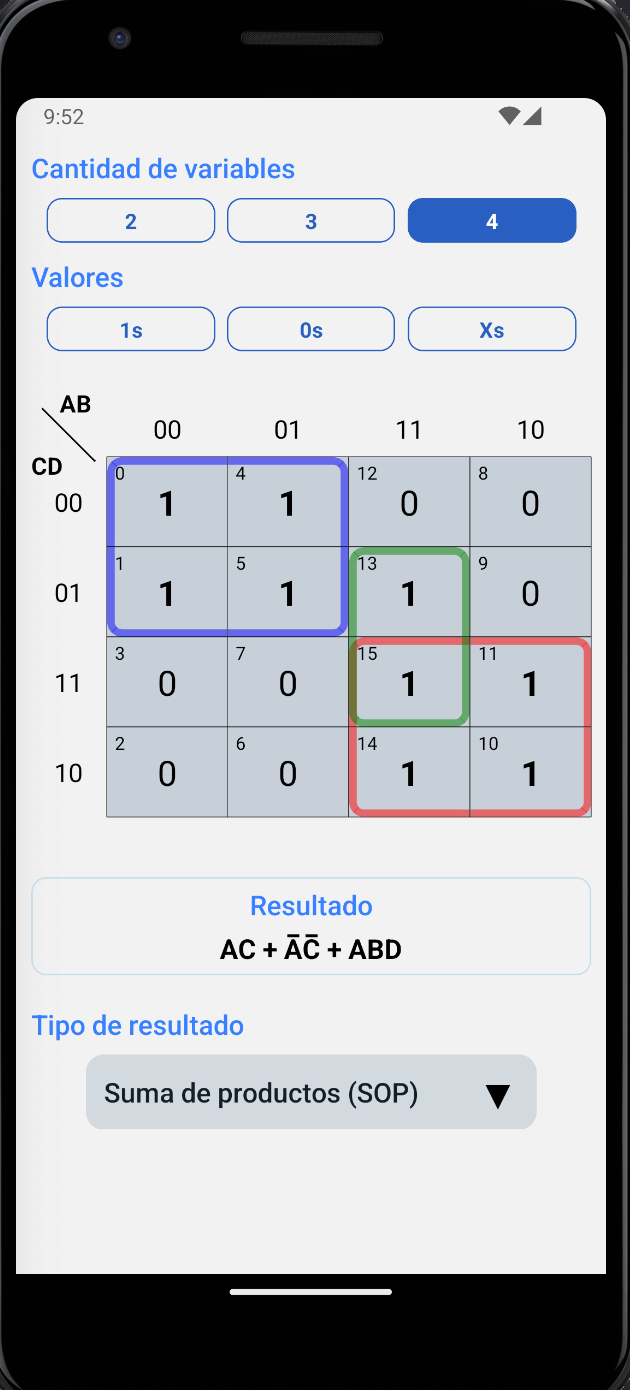 9:52
Cantidad de variables
2 3 4
Valores
1s 0s Xs
AB
00 01 11 10
CD
0 4 12 8
00 1 1 0 0
1 5 13 9
01 1 1 1 0
3 7 15 11
11 0 0 1 1
2 6 14 10
10 0 0 1 1
Resultado
AC + A̅C̅ + ABD
Tipo de resultado
Suma de productos (SOP) ▼